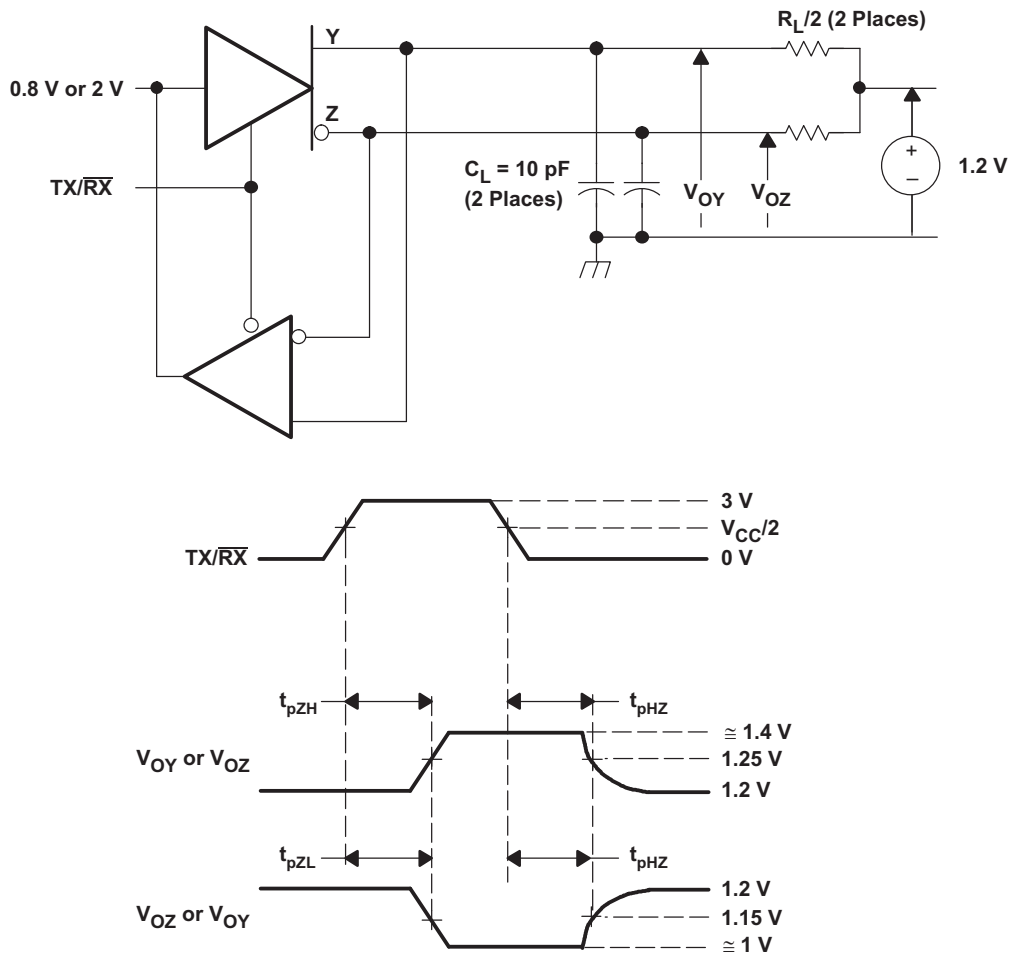 R_L/2 (2 Places)
Y
0.8 V or 2 V
Z
TX/R̅X̅
C_L = 10 pF
(2 Places)
V_OY
V_OZ
+
−
1.2 V
3 V
V_CC/2
TX/R̅X̅
0 V
t_pZH
t_pHZ
≅ 1.4 V
V_OY or V_OZ
1.25 V
1.2 V
t_pZL
t_pHZ
1.2 V
V_OZ or V_OY
1.15 V
≅ 1 V